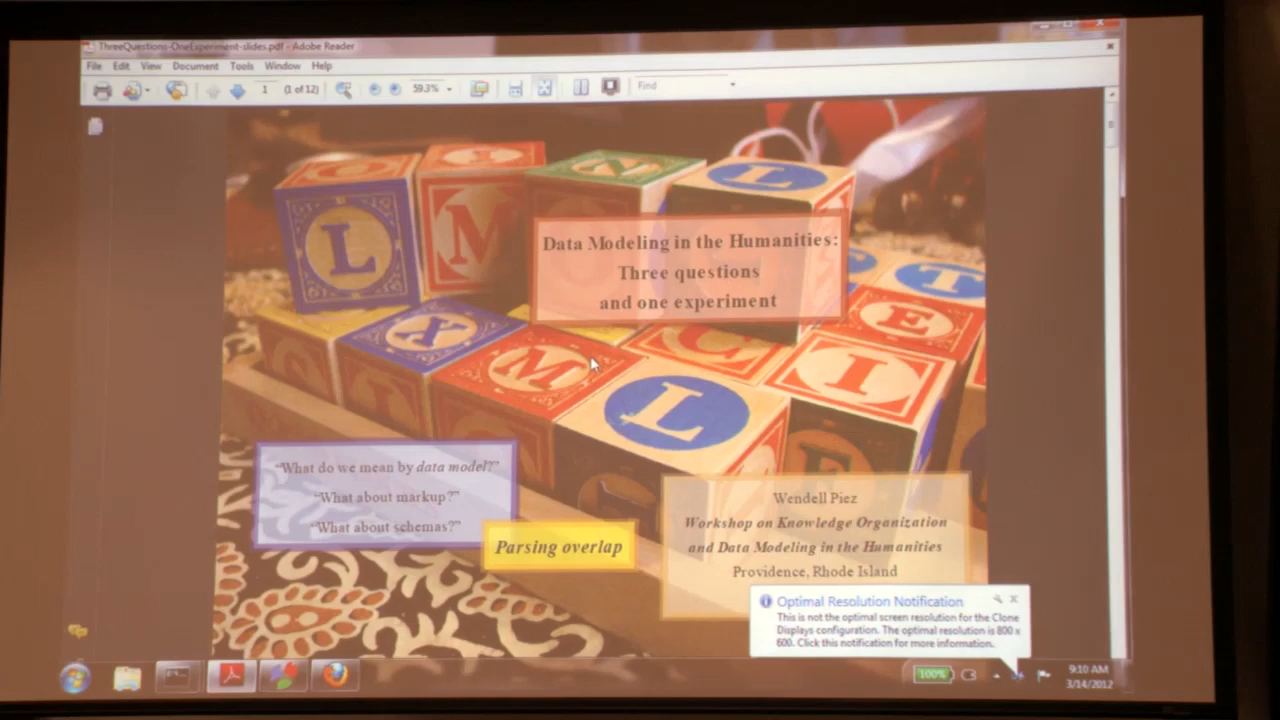 ThreeQuestions-OneExperiment-slides.pdf - Adobe Reader
File Edit View Document Tools Window Help
1 (1 of 12) 59.3% Find
L M
L
Data Modeling in the Humanities:
Three questions
and one experiment
T
E
X M L
C I
"What do we mean by data model?"
"What about markup?"
"What about schemas?"
Parsing overlap
Wendell Piez
Workshop on Knowledge Organization
and Data Modeling in the Humanities
Providence, Rhode Island
Optimal Resolution Notification
This is not the optimal screen resolution for the Clone
Displays configuration. The optimal resolution is 800 x
600. Click this notification for more information.
100%
9:10 AM
3/14/2012